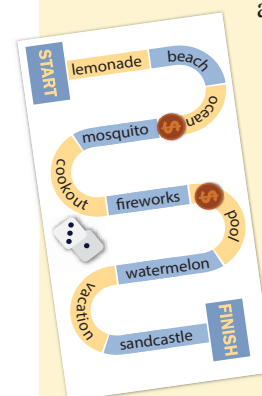 a
START
lemonade
beach
ocean
$
mosquito
cookout
fireworks
$
pool
watermelon
vacation
sandcastle
FINISH